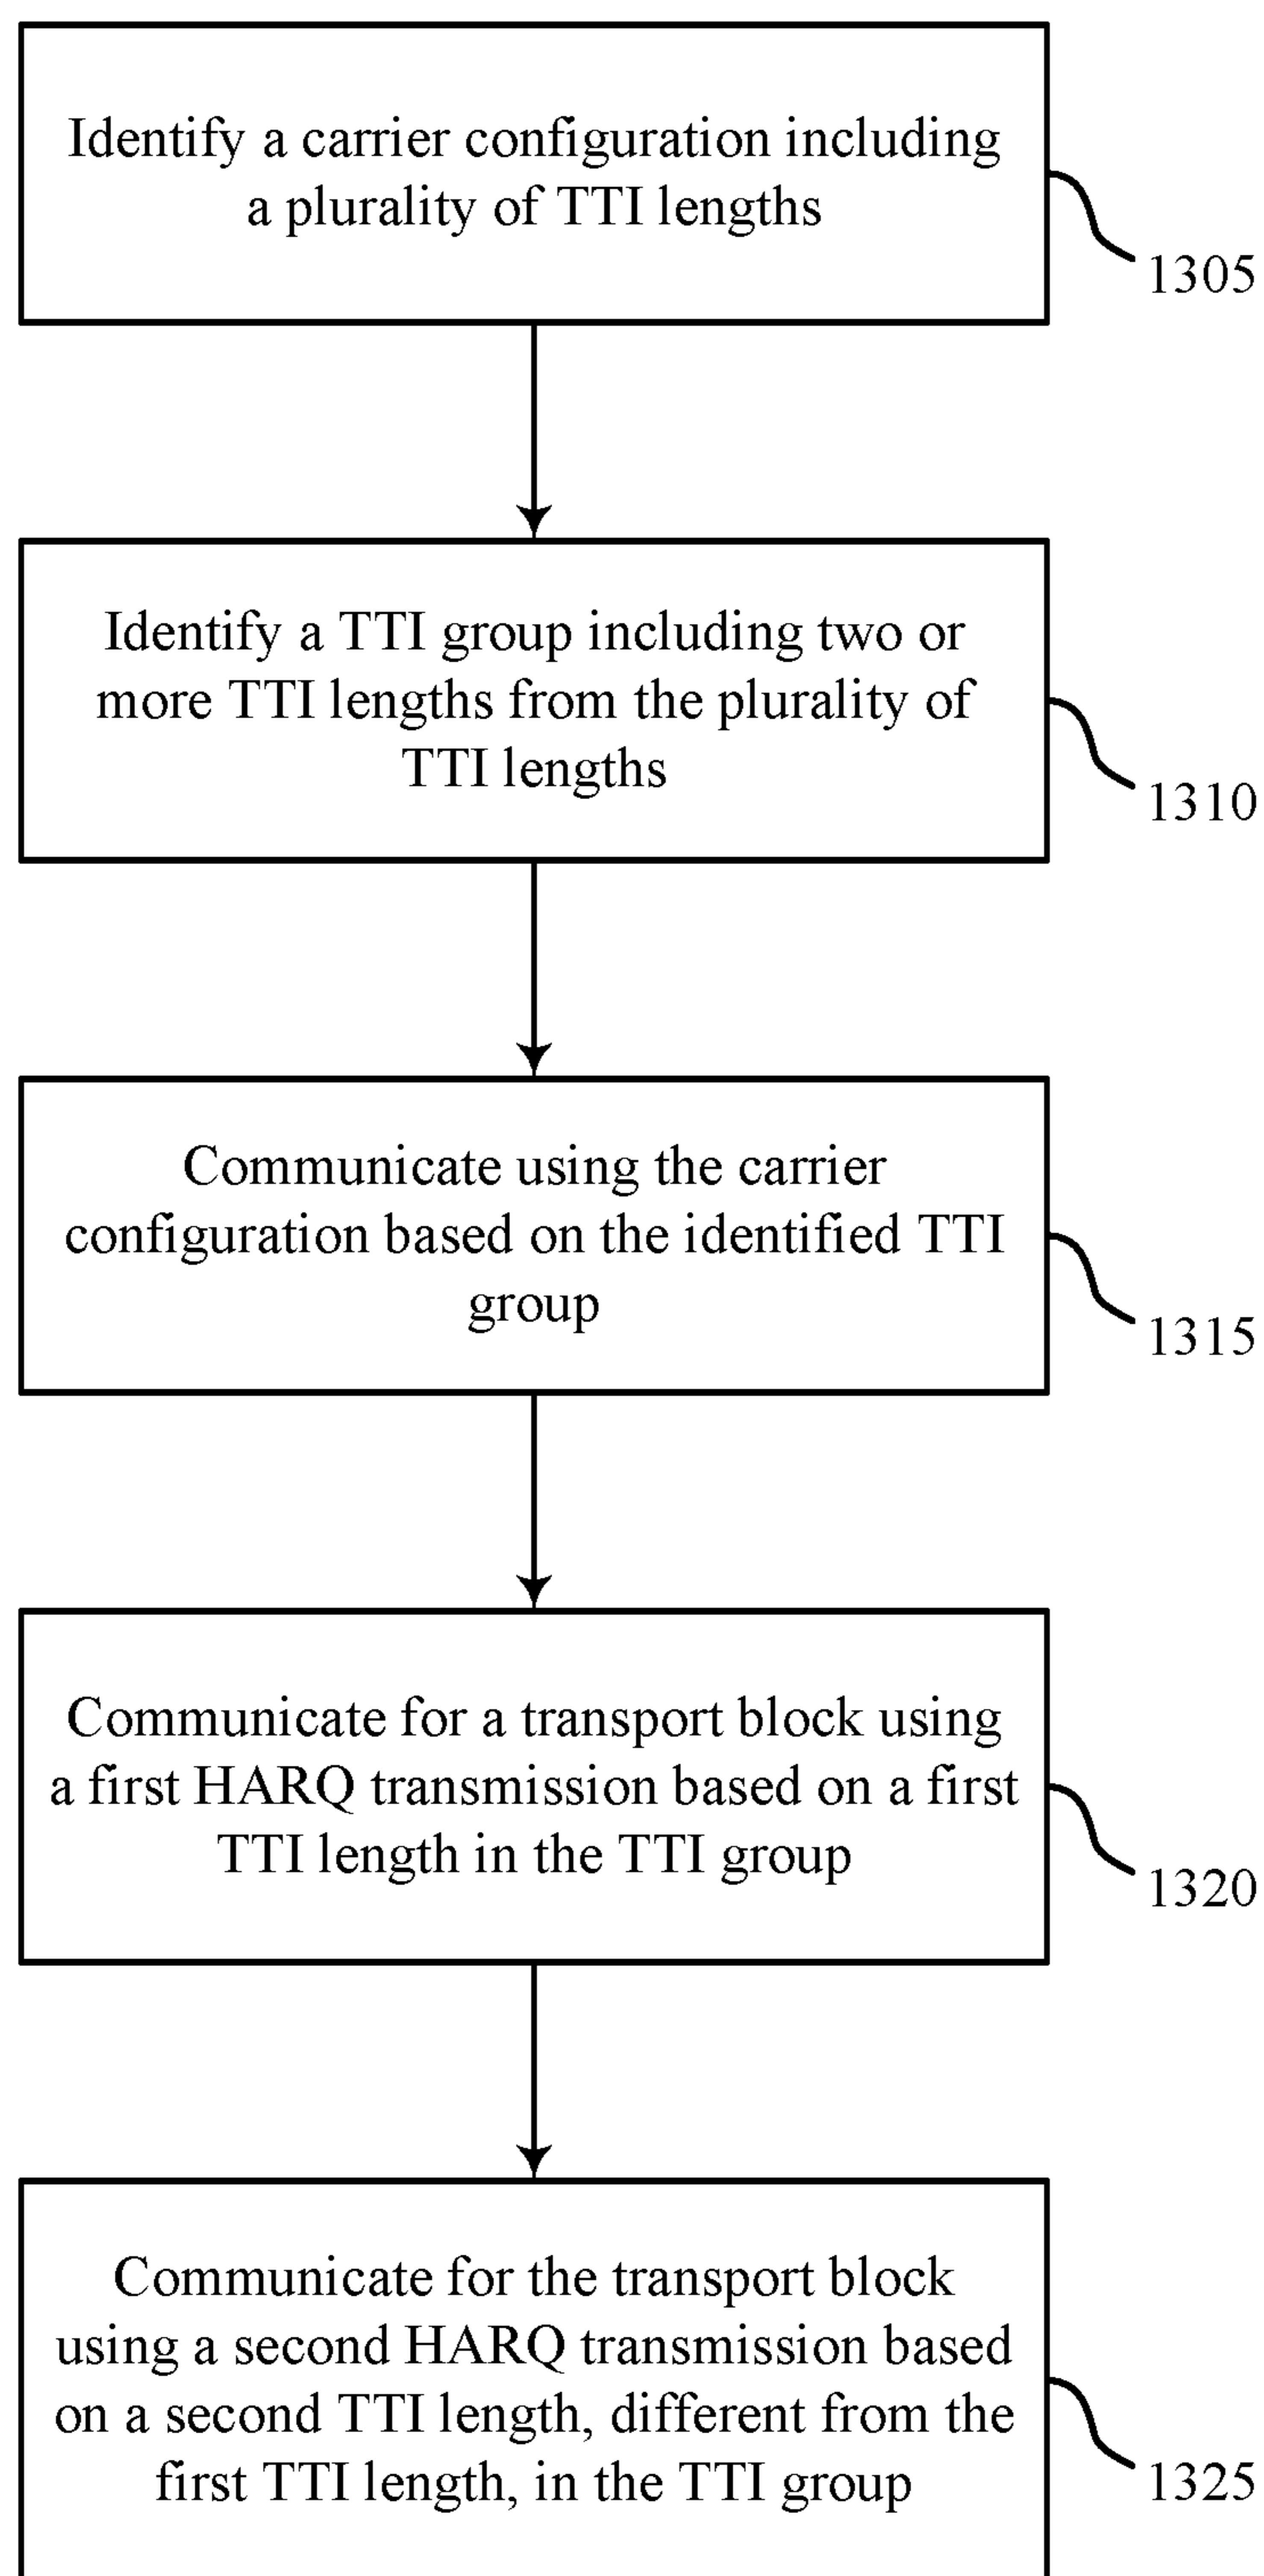 Identify a carrier configuration including
a plurality of TTI lengths
1305
Identify a TTI group including two or
more TTI lengths from the plurality of
TTI lengths
1310
Communicate using the carrier
configuration based on the identified TTI
group
1315
Communicate for a transport block using
a first HARQ transmission based on a first
TTI length in the TTI group
1320
Communicate for the transport block
using a second HARQ transmission based
on a second TTI length, different from the
first TTI length, in the TTI group
1325